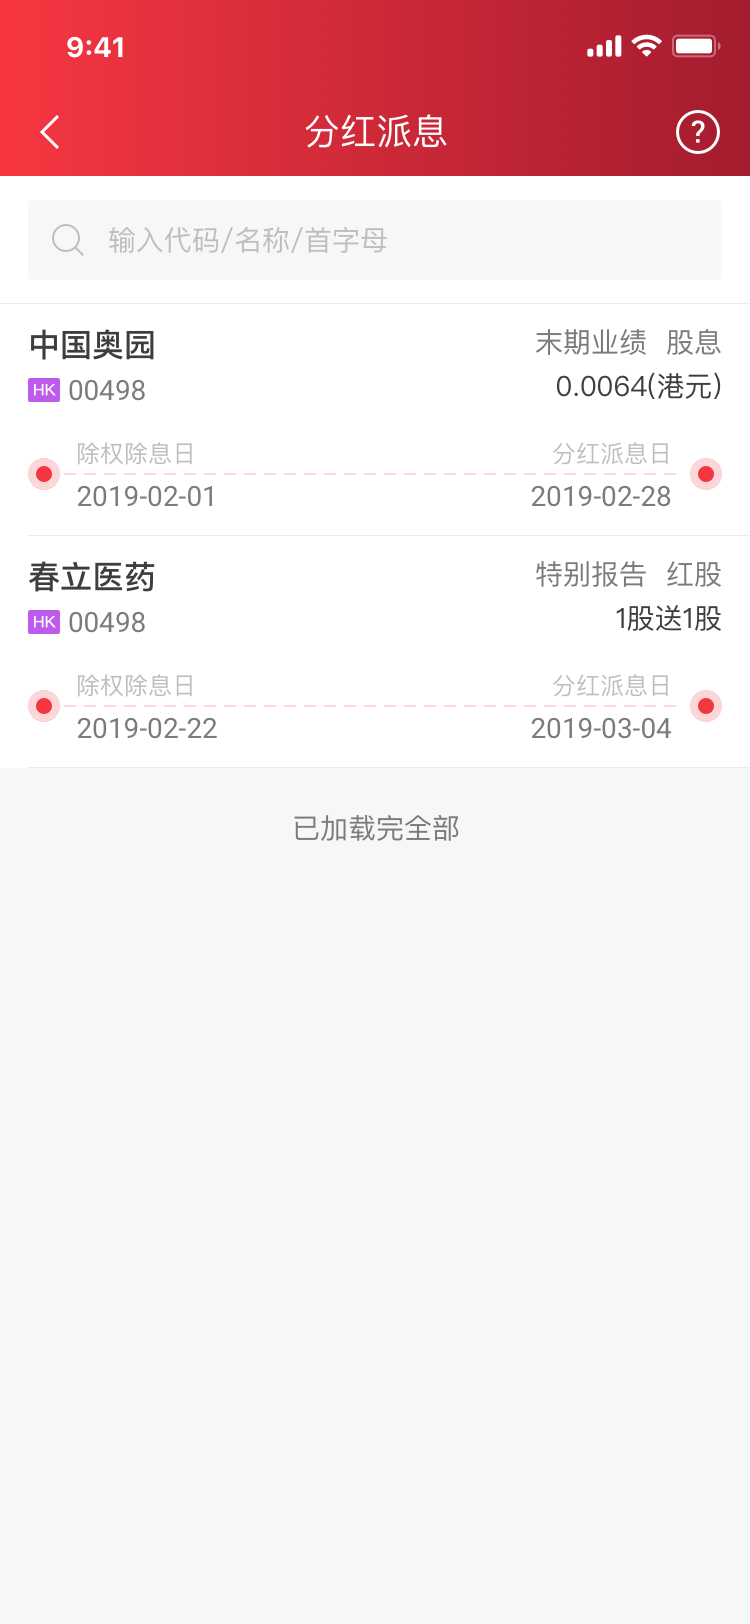 9:41
分红派息
?
输入代码/名称/首字母
中国奥园
末期业绩 股息
HK 00498
0.0064(港元)
除权除息日
分红派息日
2019-02-01
2019-02-28
春立医药
特别报告 红股
HK 00498
1股送1股
除权除息日
分红派息日
2019-02-22
2019-03-04
已加载完全部